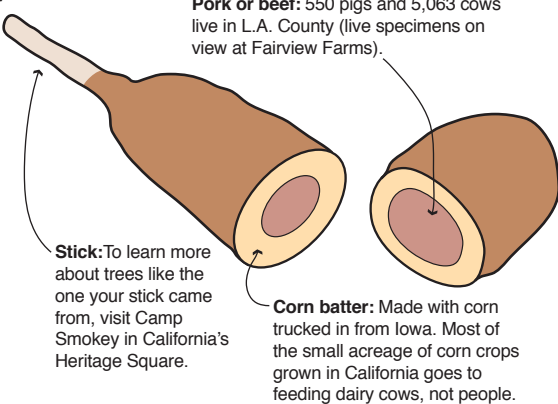 Pork or beef: 550 pigs and 5,063 cows
live in L.A. County (live specimens on
view at Fairview Farms).
Stick:To learn more
about trees like the
one your stick came
from, visit Camp
Smokey in California’s
Heritage Square.
Corn batter: Made with corn
trucked in from Iowa. Most of
the small acreage of corn crops
grown in California goes to
feeding dairy cows, not people.